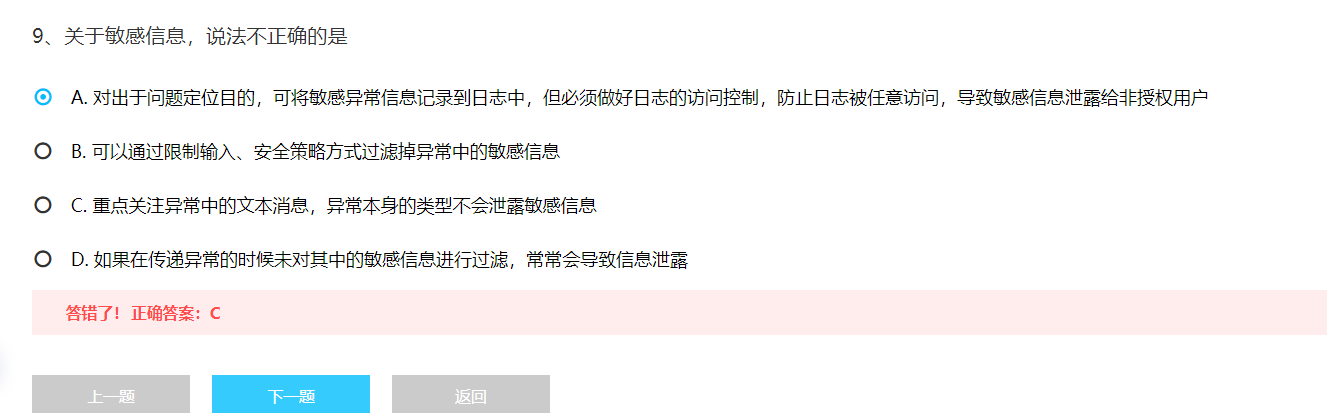 9、关于敏感信息，说法不正确的是
A. 对出于问题定位目的，可将敏感异常信息记录到日志中，但必须做好日志的访问控制，防止日志被任意访问，导致敏感信息泄露给非授权用户
B. 可以通过限制输入、安全策略方式过滤掉异常中的敏感信息
C. 重点关注异常中的文本消息，异常本身的类型不会泄露敏感信息
D. 如果在传递异常的时候未对其中的敏感信息进行过滤，常常会导致信息泄露
答错了！正确答案：C
上一题 下一题 返回